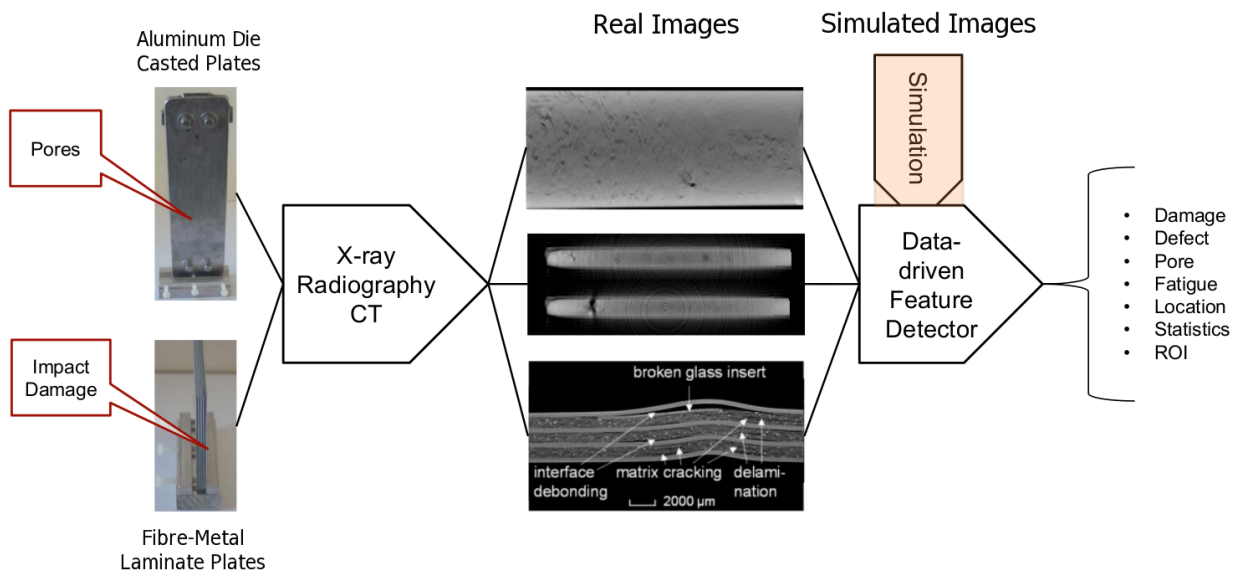 Real Images
Simulated Images
Aluminum Die
Casted Plates
Pores
Simulation
X-ray
Radiography
CT
Data-
driven
Feature
Detector
• Damage
• Defect
• Pore
• Fatigue
• Location
• Statistics
• ROI
Impact
Damage
broken glass insert
interface
debonding
matrix cracking
delami-
nation
2000 µm
Fibre-Metal
Laminate Plates